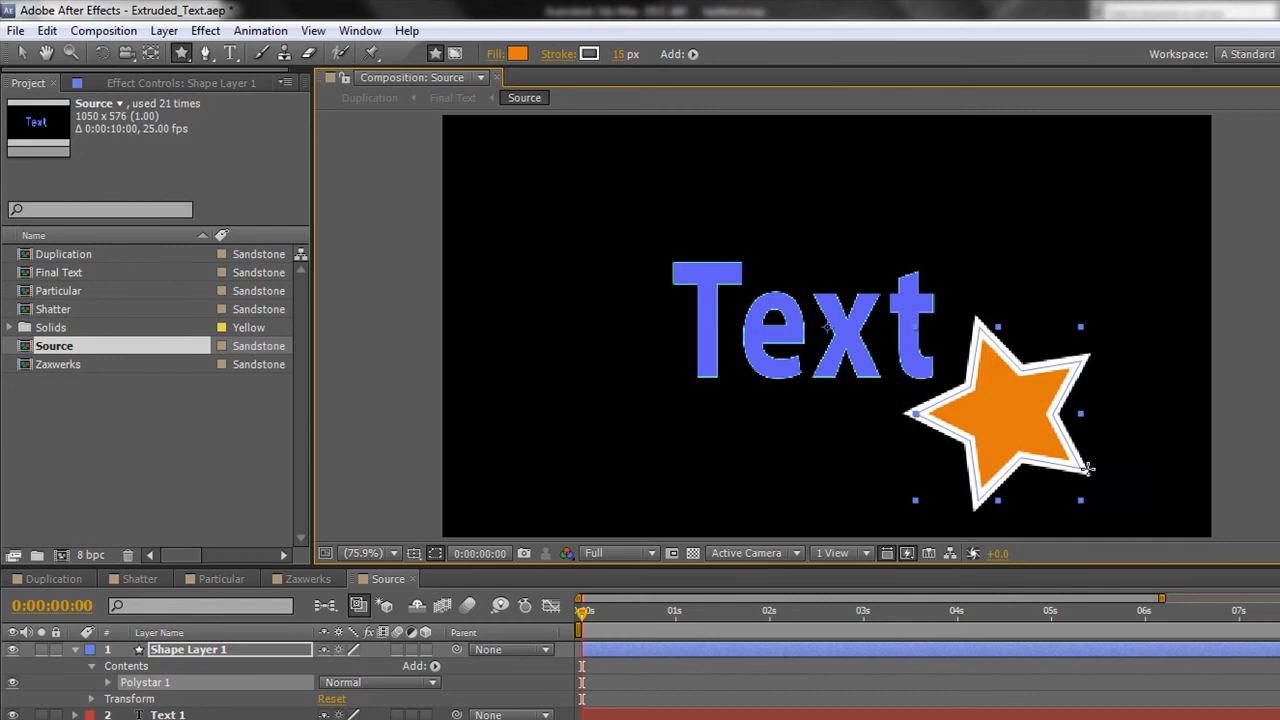 Adobe After Effects - Extruded_Text.aep *
File Edit Composition Layer Effect Animation View Window Help
Fill: Stroke: 15 px Add: Workspace: A Standard
Project Effect Controls: Shape Layer 1 Composition: Source
Duplication Final Text Source
Source , used 21 times
1050 x 576 (1.00)
Δ 0:00:10:00, 25.00 fps
Text
Text
Name
Duplication Sandstone
Final Text Sandstone
Particular Sandstone
Shatter Sandstone
Solids Yellow
Source Sandstone
Zaxwerks Sandstone
8 bpc (75.9%) 0:00:00:00 Full Active Camera 1 View +0.0
Duplication Shatter Particular Zaxwerks Source
0:00:00:00 01s 02s 03s 04s 05s 06s 07s
# Layer Name Parent
1 Shape Layer 1 None
Contents Add:
Polystar 1 Normal
Transform Reset
2 T Text 1 None